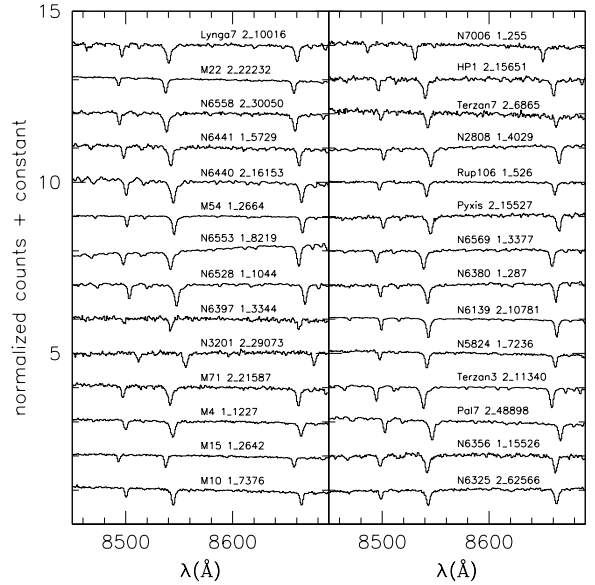 15
10
5
normalized counts + constant
Lynga7 2_10016
M22 2_22232
N6558 2_30050
N6441 1_5729
N6440 2_16153
M54 1_2664
N6553 1_8219
N6528 1_1044
N6397 1_3344
N3201 2_29073
M71 2_21587
M4 1_1227
M15 1_2642
M10 1_7376
8500 8600
λ(Å)
N7006 1_255
HP1 2_15651
Terzan7 2_6865
N2808 1_4029
Rup106 1_526
Pyxis 2_15527
N6569 1_3377
N6380 1_287
N6139 2_10781
N5824 1_7236
Terzan3 2_11340
Pal7 2_48898
N6356 1_15526
N6325 2_62566
8500 8600
λ(Å)